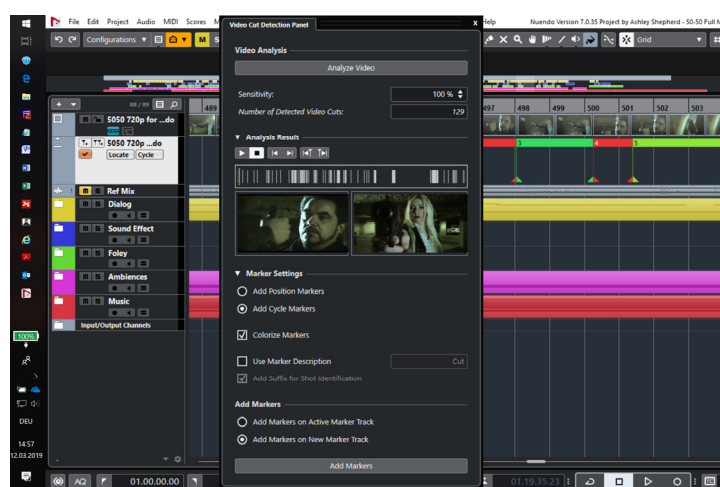 File Edit Project Audio MIDI Scores M
Help Nuendo Version 7.0.35 Project by Ashley Shepherd - 50-50 Full M
Configurations M S
Grid
Video Cut Detection Panel x
Video Analysis
Analyze Video
Sensitivity: 100 %
Number of Detected Video Cuts: 129
Analysis Result
Marker Settings
Add Position Markers
Add Cycle Markers
Colorize Markers
Use Marker Description Cut
Add Suffix for Shot Identification
Add Markers
Add Markers on Active Marker Track
Add Markers on New Marker Track
Add Markers
88 / 89
489
497 498 499 500 501 502 503
m 5050 720p for ...do
5050 720p ...do
Locate Cycle
3 4 5
m S Ref Mix
m S Dialog
m S Sound Effect
m S Foley
m S Ambiences
m S Music
Input/Output Channels
AQ 01.00.00.00
01.19.35.23
100%
DEU
14:57
12.03.2019